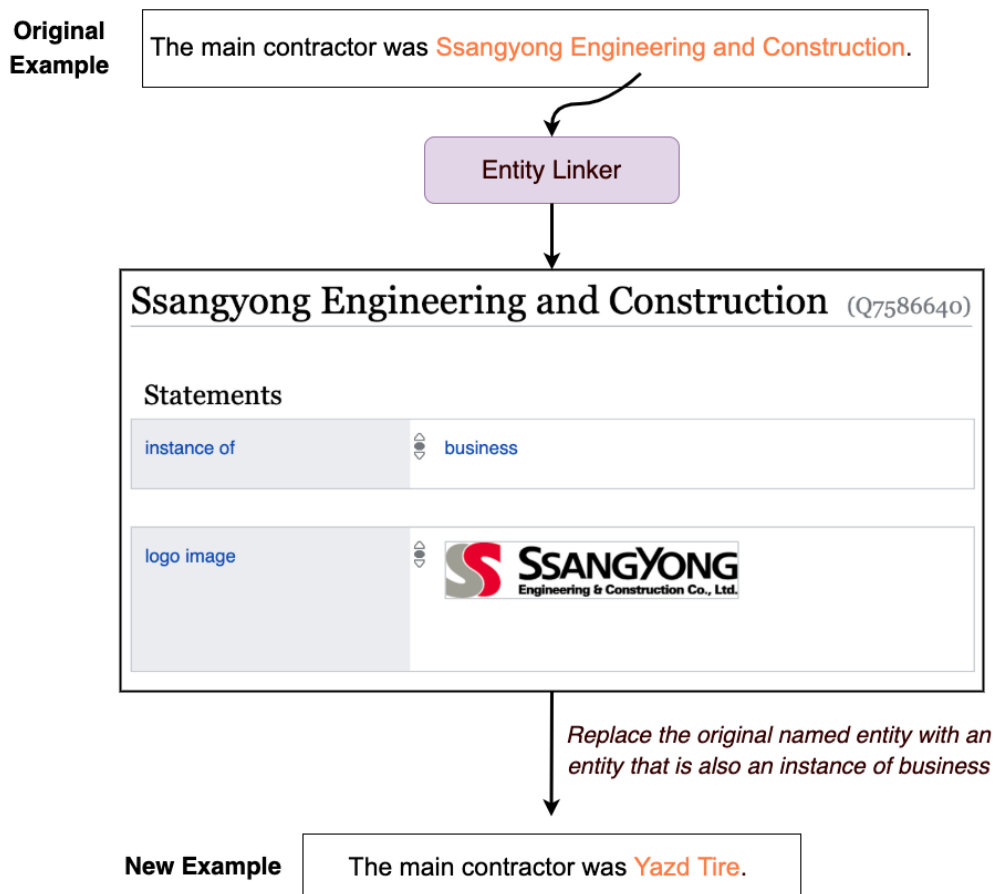 Original
Example
The main contractor was Ssangyong Engineering and Construction.
Entity Linker
Ssangyong Engineering and Construction (Q7586640)
Statements
instance of
business
logo image
SSANGYONG
Engineering & Construction Co., Ltd.
Replace the original named entity with an
entity that is also an instance of business
New Example
The main contractor was Yazd Tire.